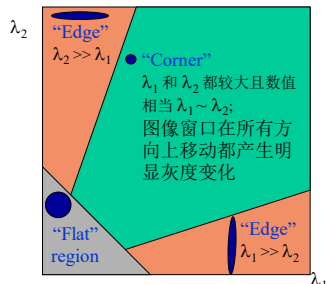 λ₂
“Edge”
λ₂ >> λ₁
“Corner”
λ₁ 和 λ₂ 都较大且数值
相当 λ₁ ~ λ₂;
图像窗口在所有方
向上移动都产生明
显灰度变化
“Flat”
region
“Edge”
λ₁ >> λ₂
λ₁